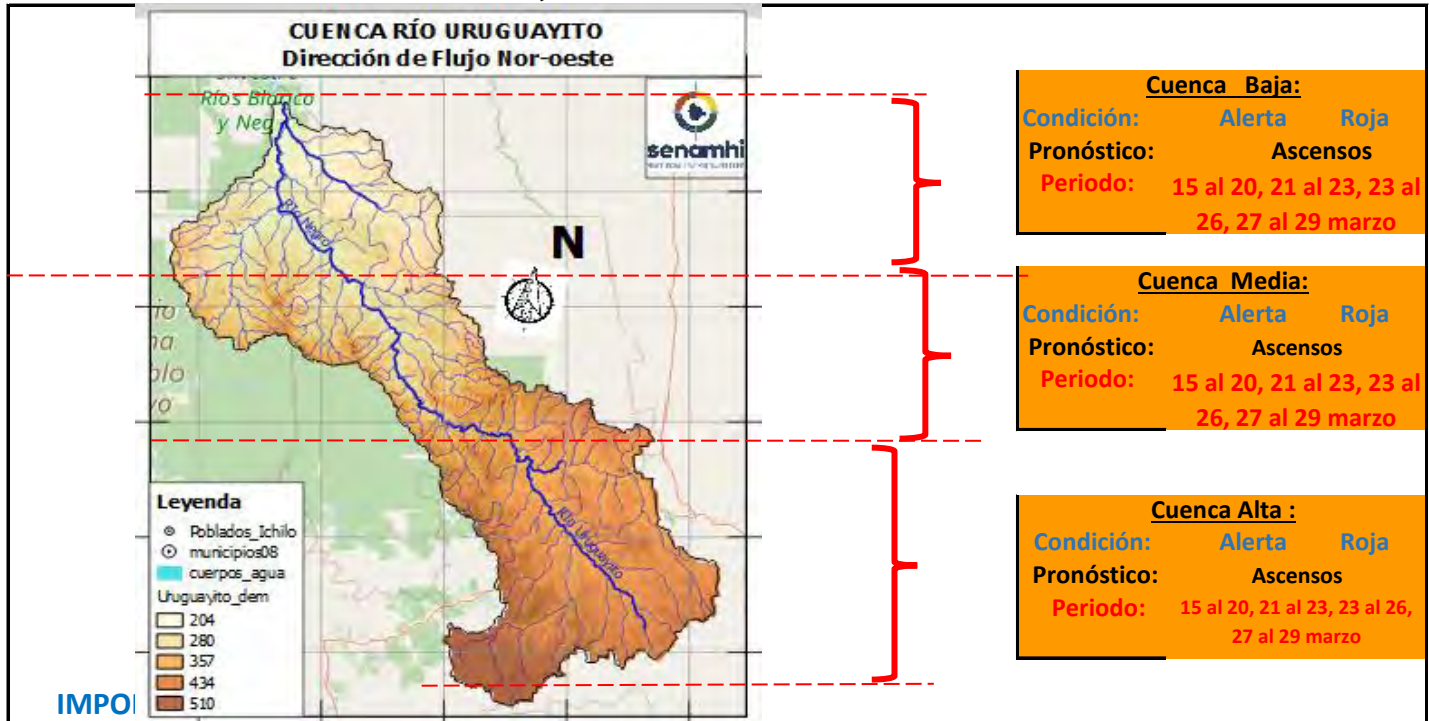 CUENCA RÍO URUGUAYITO
Dirección de Flujo Nor-oeste
Ríos Blanco
y Neg
senamhi
Río Negro
N
Río Uruguayito
Leyenda
Poblados_Ichilo
municipios08
cuerpos_agua
Uruguayito_dem
204
280
357
434
510
Cuenca Baja:
Condición: Alerta Roja
Pronóstico: Ascensos
Periodo: 15 al 20, 21 al 23, 23 al
26, 27 al 29 marzo
Cuenca Media:
Condición: Alerta Roja
Pronóstico: Ascensos
Periodo: 15 al 20, 21 al 23, 23 al
26, 27 al 29 marzo
Cuenca Alta :
Condición: Alerta Roja
Pronóstico: Ascensos
Periodo: 15 al 20, 21 al 23, 23 al 26,
27 al 29 marzo
IMPO